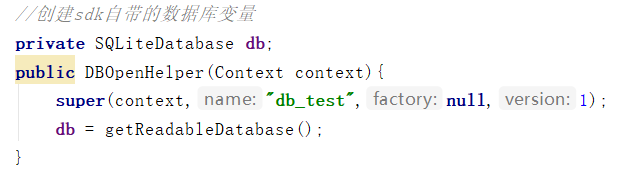 //创建sdk自带的数据库变量
private SQLiteDatabase db;
public DBOpenHelper(Context context){
super(context, name: "db_test", factory: null, version: 1);
db = getReadableDatabase();
}